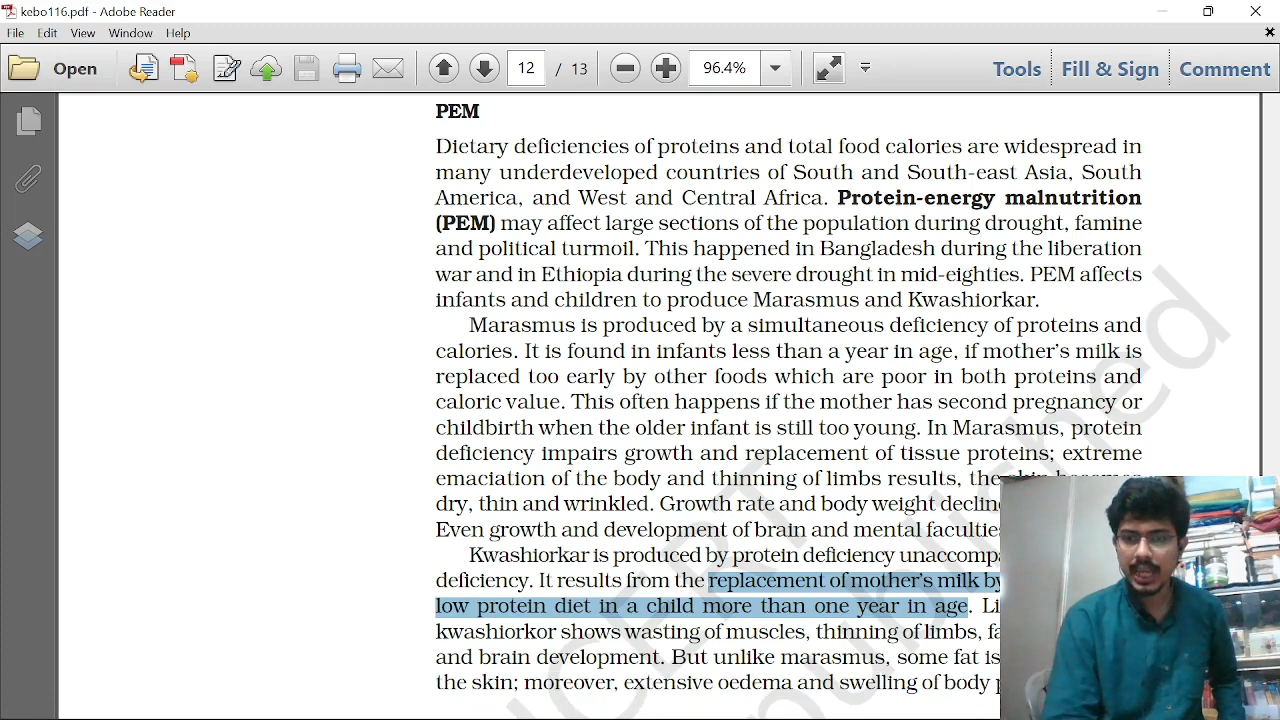 kebo116.pdf - Adobe Reader
File Edit View Window Help
Open 12 / 13 96.4% Tools Fill & Sign Comment
PEM
Dietary deficiencies of proteins and total food calories are widespread in
many underdeveloped countries of South and South-east Asia, South
America, and West and Central Africa. Protein-energy malnutrition
(PEM) may affect large sections of the population during drought, famine
and political turmoil. This happened in Bangladesh during the liberation
war and in Ethiopia during the severe drought in mid-eighties. PEM affects
infants and children to produce Marasmus and Kwashiorkar.
Marasmus is produced by a simultaneous deficiency of proteins and
calories. It is found in infants less than a year in age, if mother's milk is
replaced too early by other foods which are poor in both proteins and
caloric value. This often happens if the mother has second pregnancy or
childbirth when the older infant is still too young. In Marasmus, protein
deficiency impairs growth and replacement of tissue proteins; extreme
emaciation of the body and thinning of limbs results, the skin becomes
dry, thin and wrinkled. Growth rate and body weight decline
Even growth and development of brain and mental faculties
Kwashiorkar is produced by protein deficiency unaccompa
deficiency. It results from the replacement of mother's milk by
low protein diet in a child more than one year in age. Li
kwashiorkor shows wasting of muscles, thinning of limbs, fa
and brain development. But unlike marasmus, some fat is
the skin; moreover, extensive oedema and swelling of body p